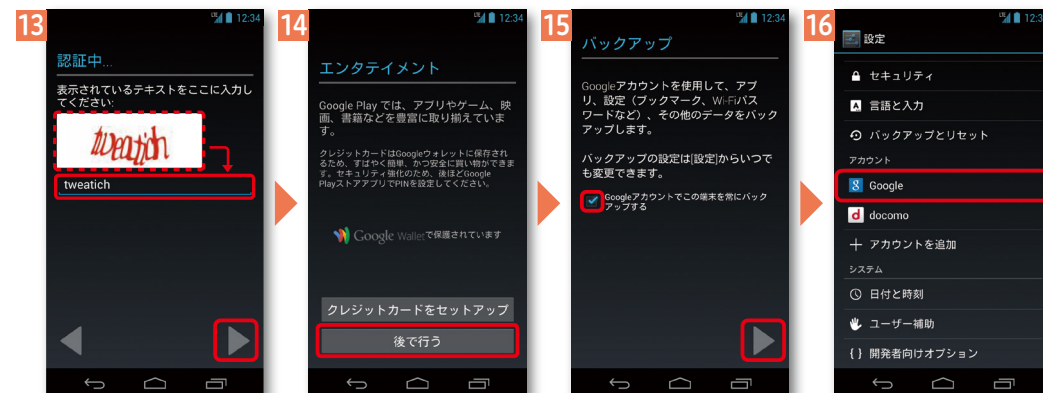 13
12:34
認証中...
表示されているテキストをここに入力し
てください:
tweatich
tweatich
14
12:34
エンタテイメント
Google Play では、アプリやゲーム、映
画、書籍などを豊富に取り揃えていま
す。
クレジットカードはGoogleウォレットに保存され
るため、すばやく簡単、かつ安全に買い物ができま
す。セキュリティ強化のため、後ほどGoogle
PlayストアアプリでPINを設定してください。
Google Walletで保護されています
クレジットカードをセットアップ
後で行う
15
12:34
バックアップ
Googleアカウントを使用して、アプ
リ、設定（ブックマーク、Wi-Fiパス
ワードなど）、その他のデータをバック
アップします。
バックアップの設定は[設定]からいつで
も変更できます。
Googleアカウントでこの端末を常にバック
アップする
16
12:3
設定
セキュリティ
A 言語と入力
バックアップとリセット
アカウント
8 Google
d docomo
＋ アカウントを追加
システム
日付と時刻
ユーザー補助
{ } 開発者向けオプション